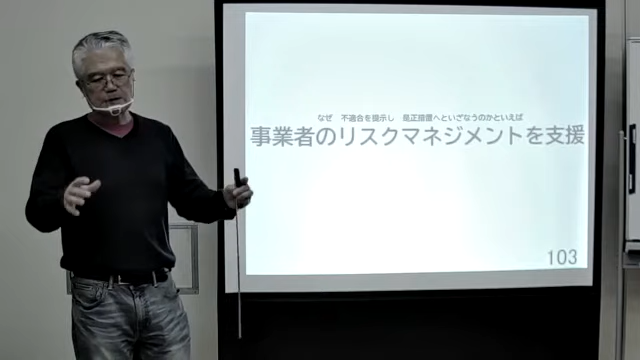 なぜ 不適合を提示し 是正措置へといざなうのかといえば
事業者のリスクマネジメントを支援
103